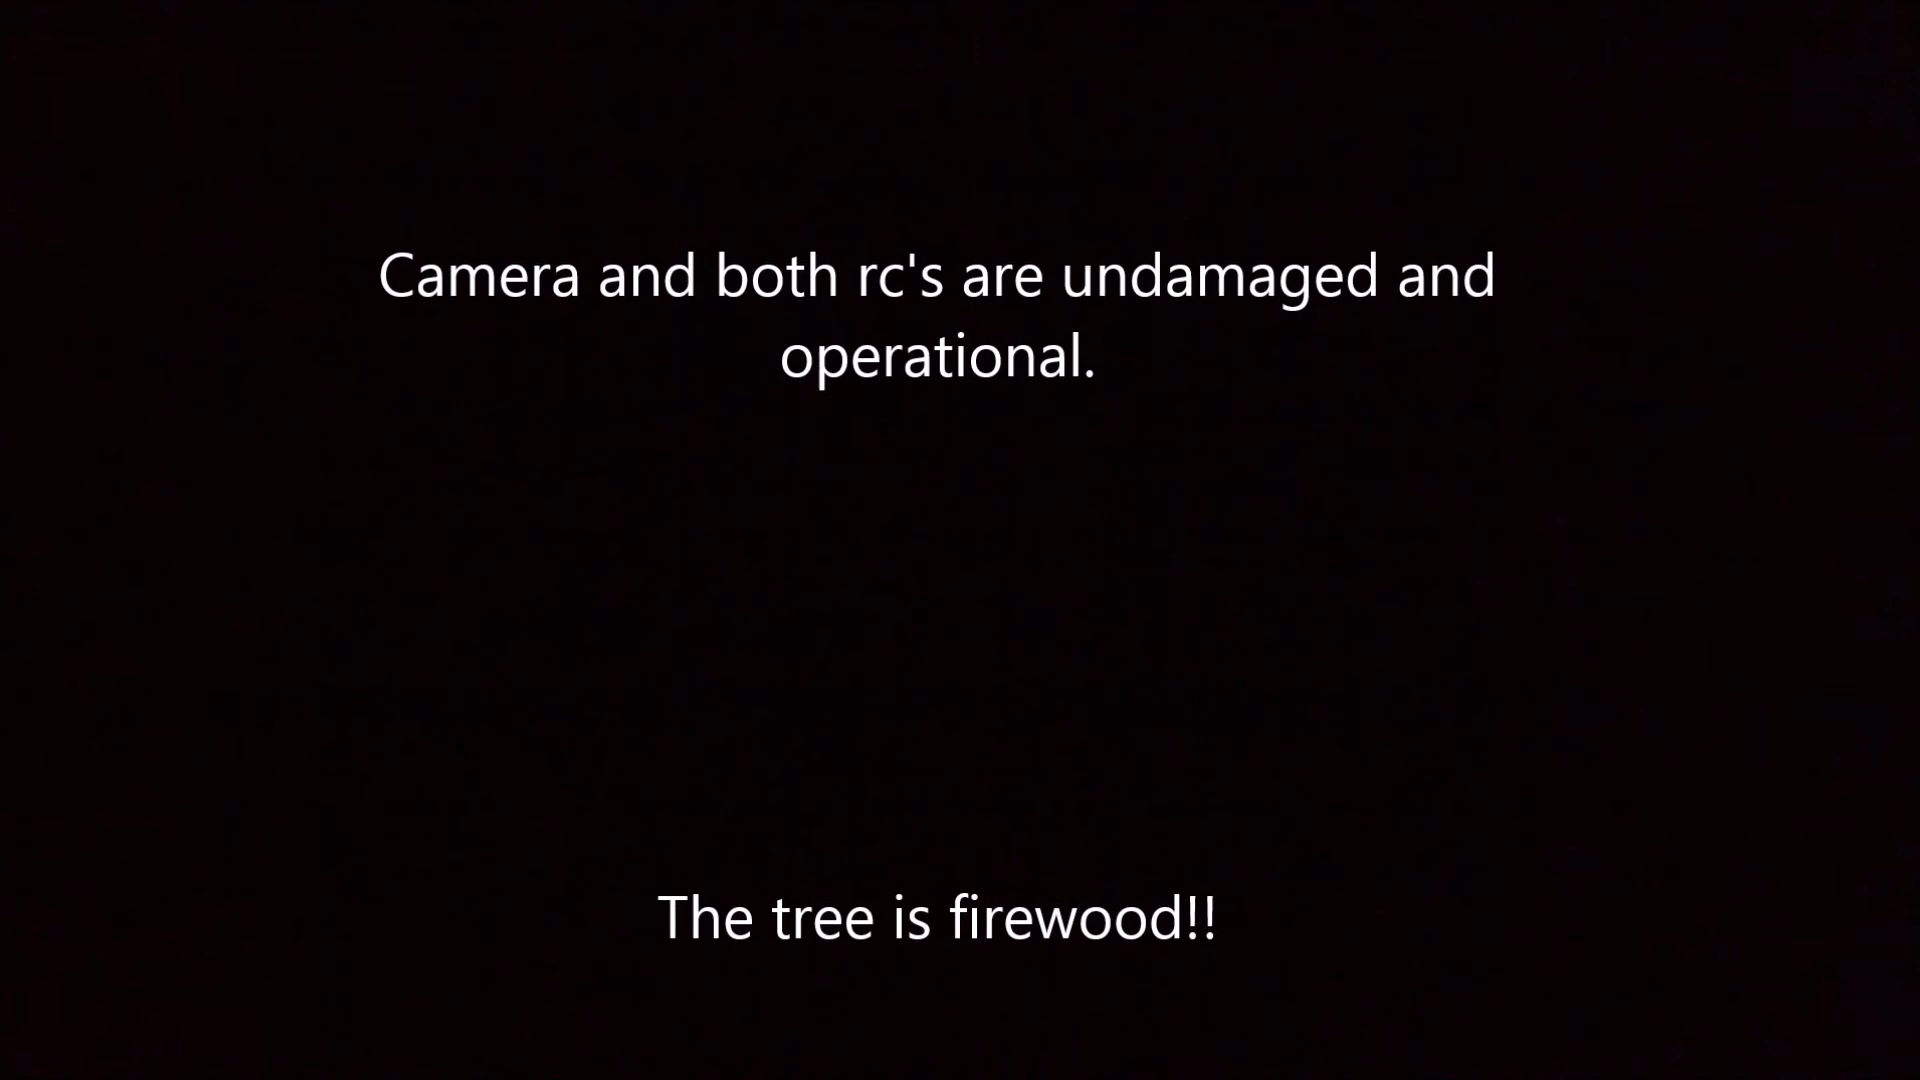 Camera and both rc's are undamaged and
operational.
The tree is firewood!!